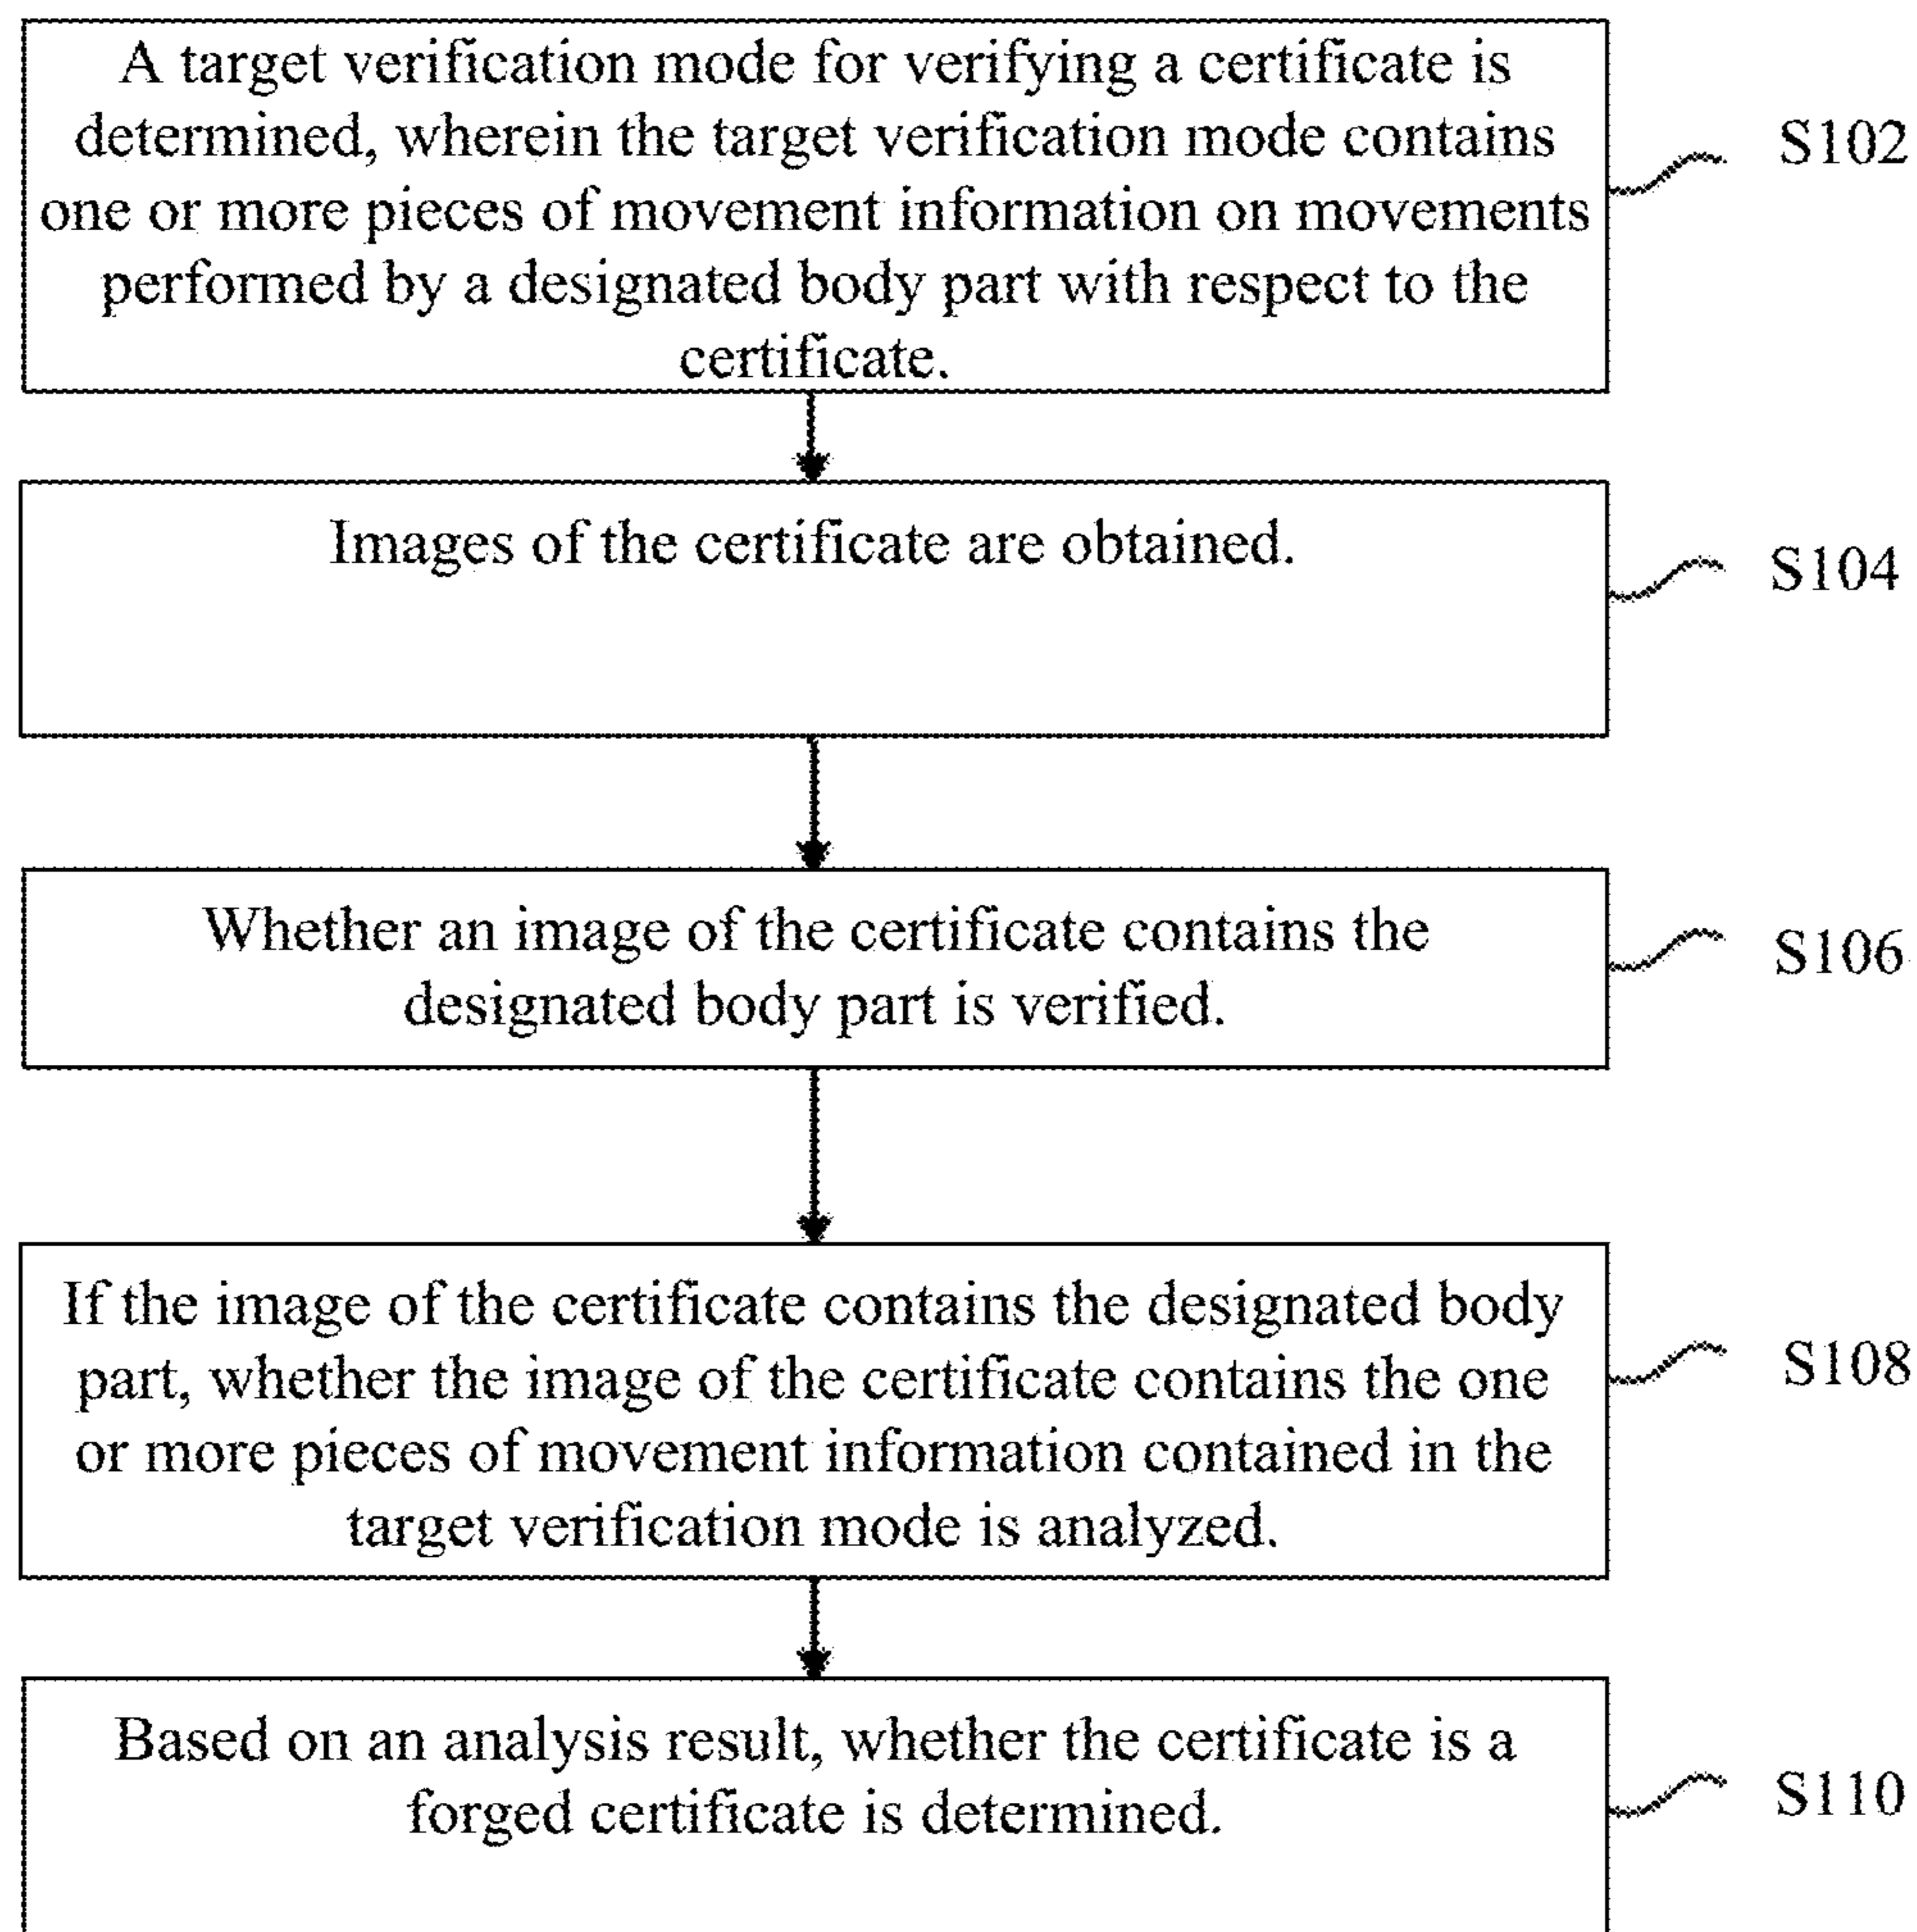 A target verification mode for verifying a certificate is
determined, wherein the target verification mode contains
one or more pieces of movement information on movements
performed by a designated body part with respect to the
certificate.
S102
Images of the certificate are obtained.
S104
Whether an image of the certificate contains the
designated body part is verified.
S106
If the image of the certificate contains the designated body
part, whether the image of the certificate contains the one
or more pieces of movement information contained in the
target verification mode is analyzed.
S108
Based on an analysis result, whether the certificate is a
forged certificate is determined.
S110